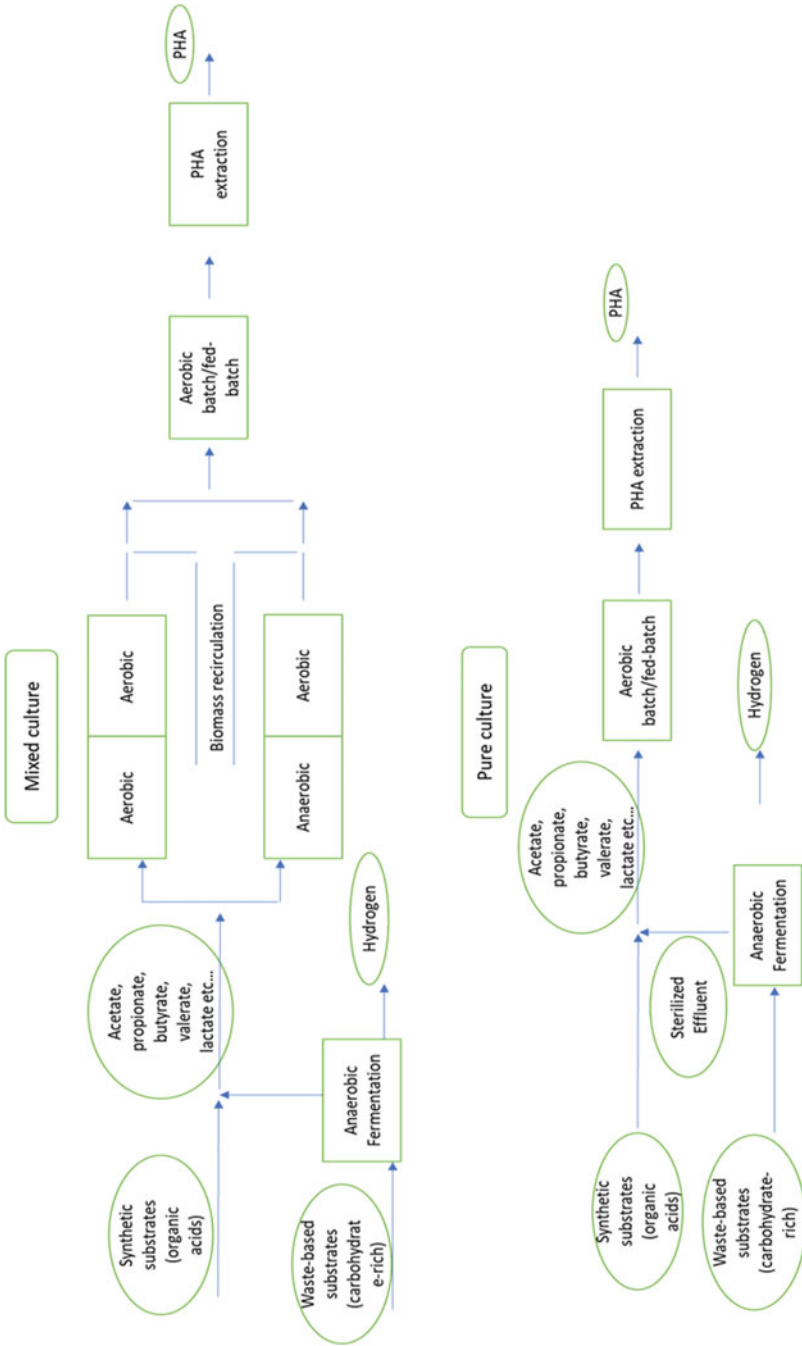 Mixed culture
Synthetic
substrates
(organic
acids)
Waste-based
substrates
(carbohydrat
e-rich)
Anaerobic
Fermentation
Hydrogen
Acetate,
propionate,
butyrate,
valerate,
lactate etc...
Aerobic
Aerobic
Biomass recirculation
Anaerobic
Aerobic
Aerobic
batch/fed-
batch
PHA
extraction
PHA
Pure culture
Synthetic
substrates
(organic
acids)
Waste-based
substrates
(carbohydrate-
rich)
Sterilized
Effluent
Anaerobic
Fermentation
Hydrogen
Acetate,
propionate,
butyrate,
valerate,
lactate etc...
Aerobic
batch/fed-batch
PHA extraction
PHA